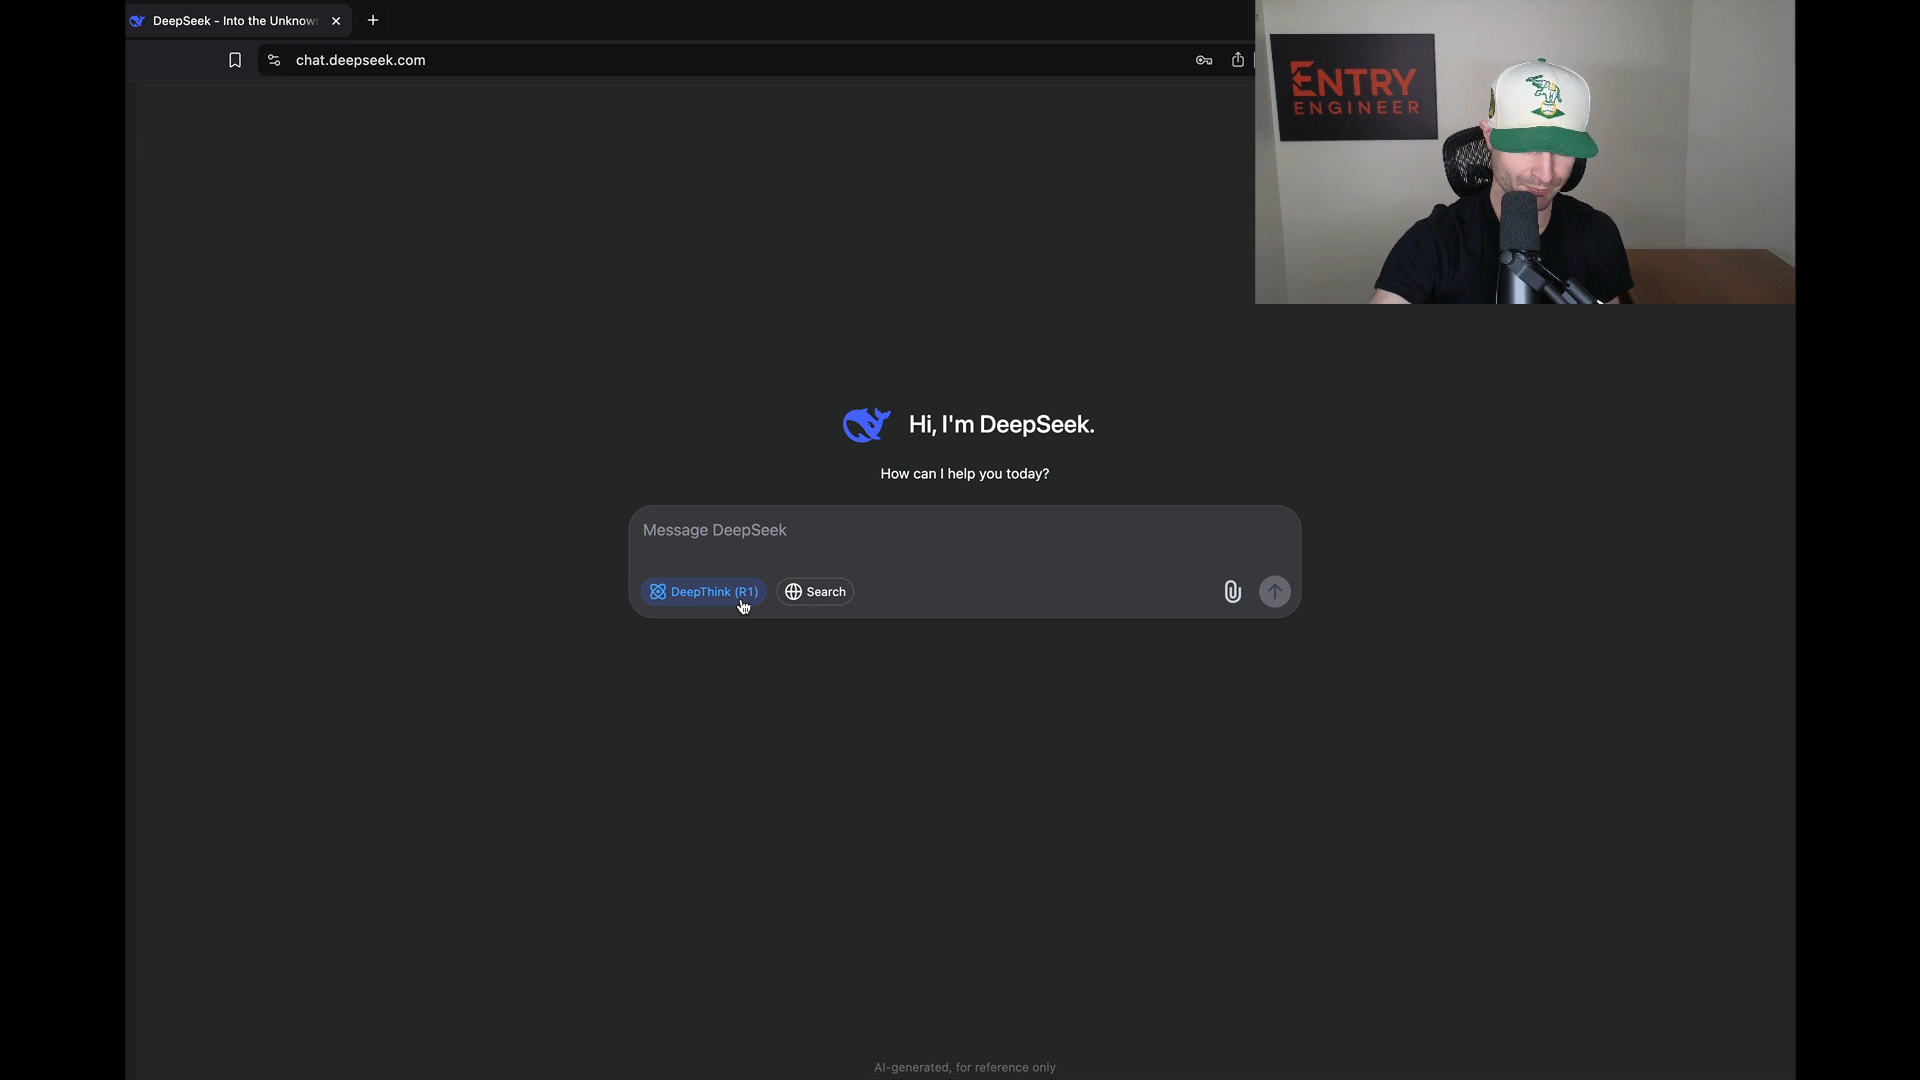 DeepSeek - Into the Unknow
chat.deepseek.com
ENTRY
ENGINEER
Hi, I'm DeepSeek.
How can I help you today?
Message DeepSeek
DeepThink (R1)
Search
AI-generated, for reference only